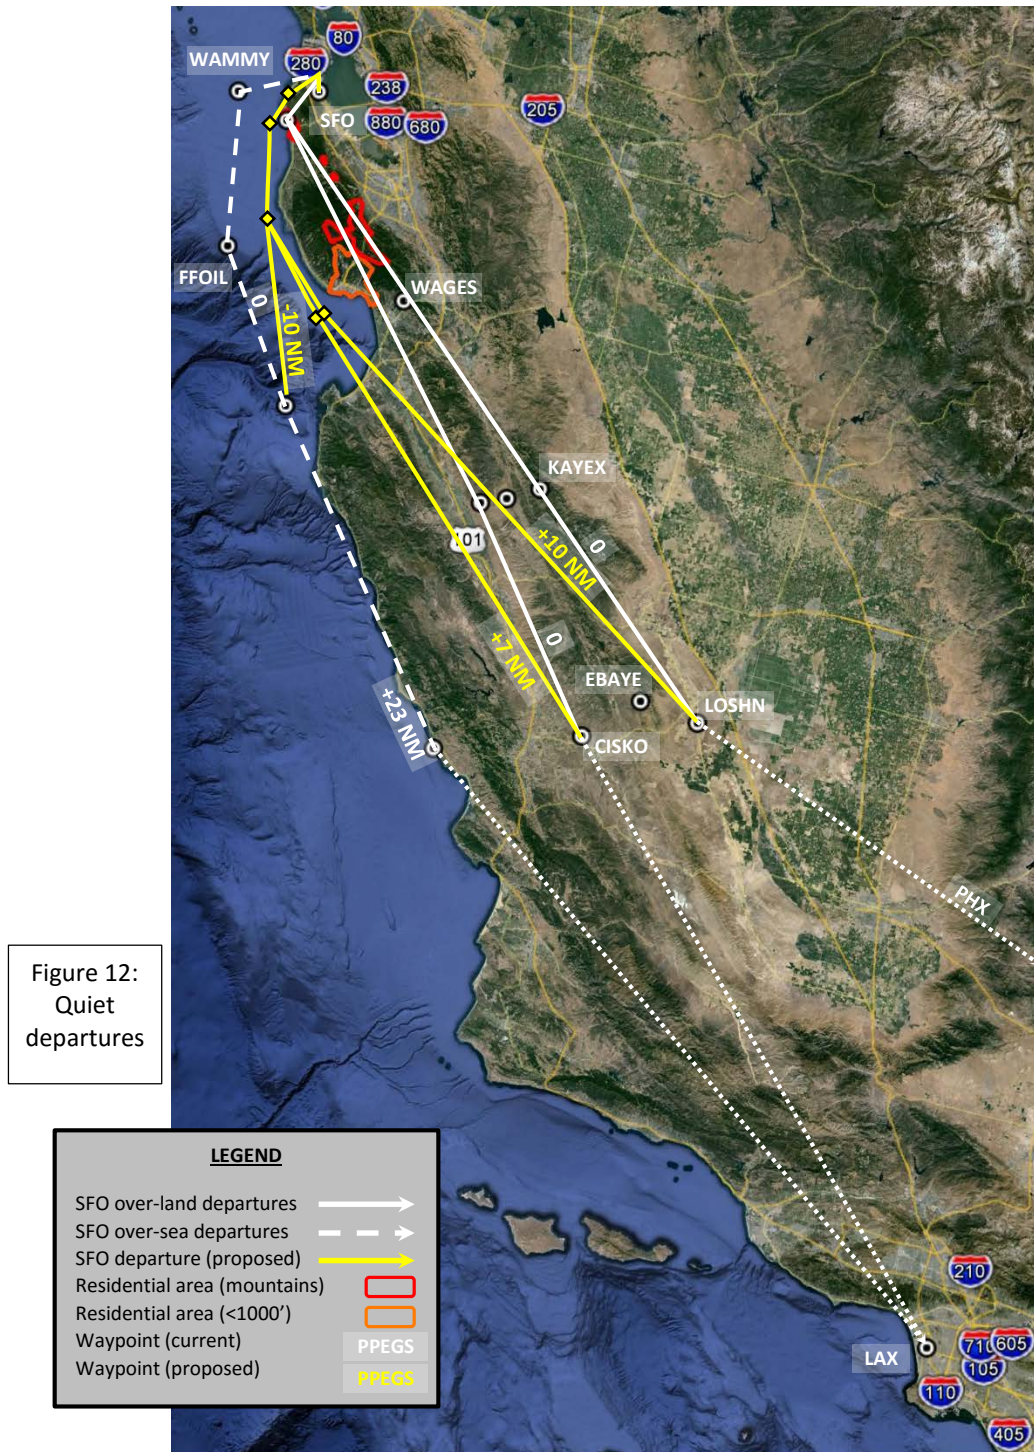 80
WAMMY
280
238
SFO
880
680
205
FFOIL
0
WAGES
-10 NM
KAYEX
101
0
+10 NM
0
+7 NM
EBAYE
LOSHN
CISKO
+23 NM
PHX
Figure 12:
Quiet
departures
LEGEND
SFO over-land departures
SFO over-sea departures
SFO departure (proposed)
Residential area (mountains)
Residential area (<1000’)
Waypoint (current) PPEGS
Waypoint (proposed) PPEGS
210
LAX
710
605
105
110
405